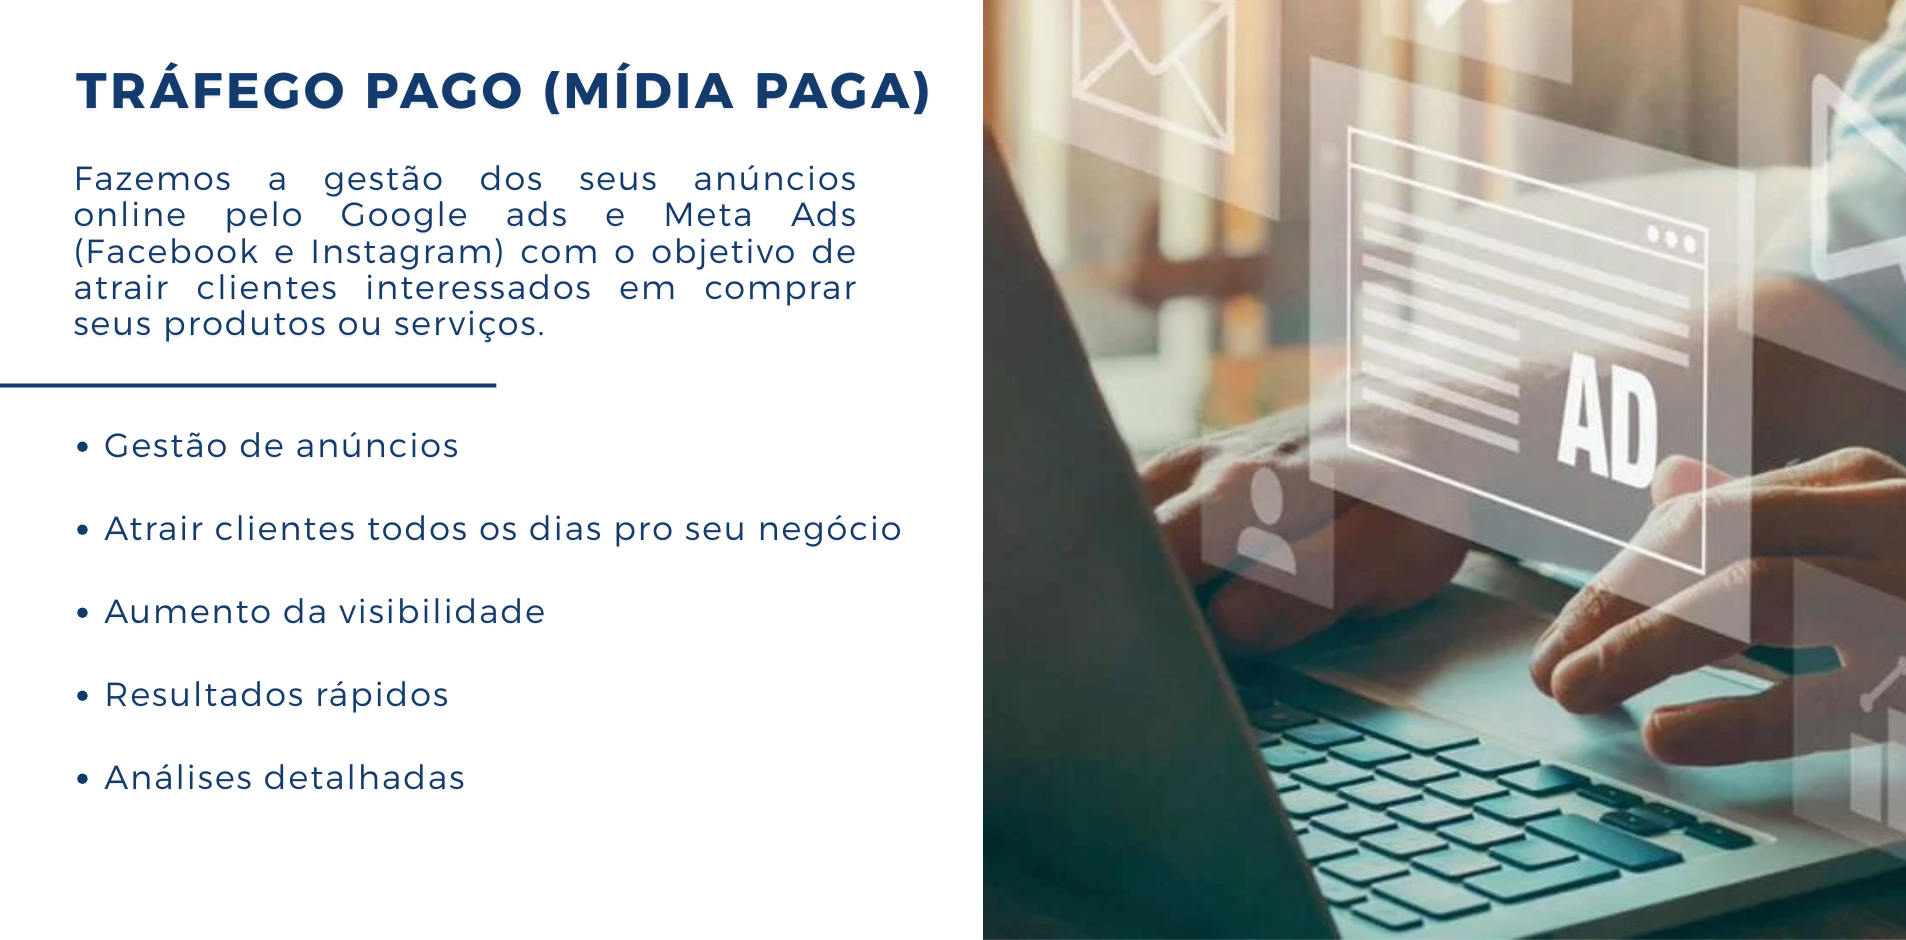 TRÁFEGO PAGO (MÍDIA PAGA)
Fazemos a gestão dos seus anúncios
online pelo Google ads e Meta Ads
(Facebook e Instagram) com o objetivo de
atrair clientes interessados em comprar
seus produtos ou serviços.
• Gestão de anúncios
• Atrair clientes todos os dias pro seu negócio
• Aumento da visibilidade
• Resultados rápidos
• Análises detalhadas
AD